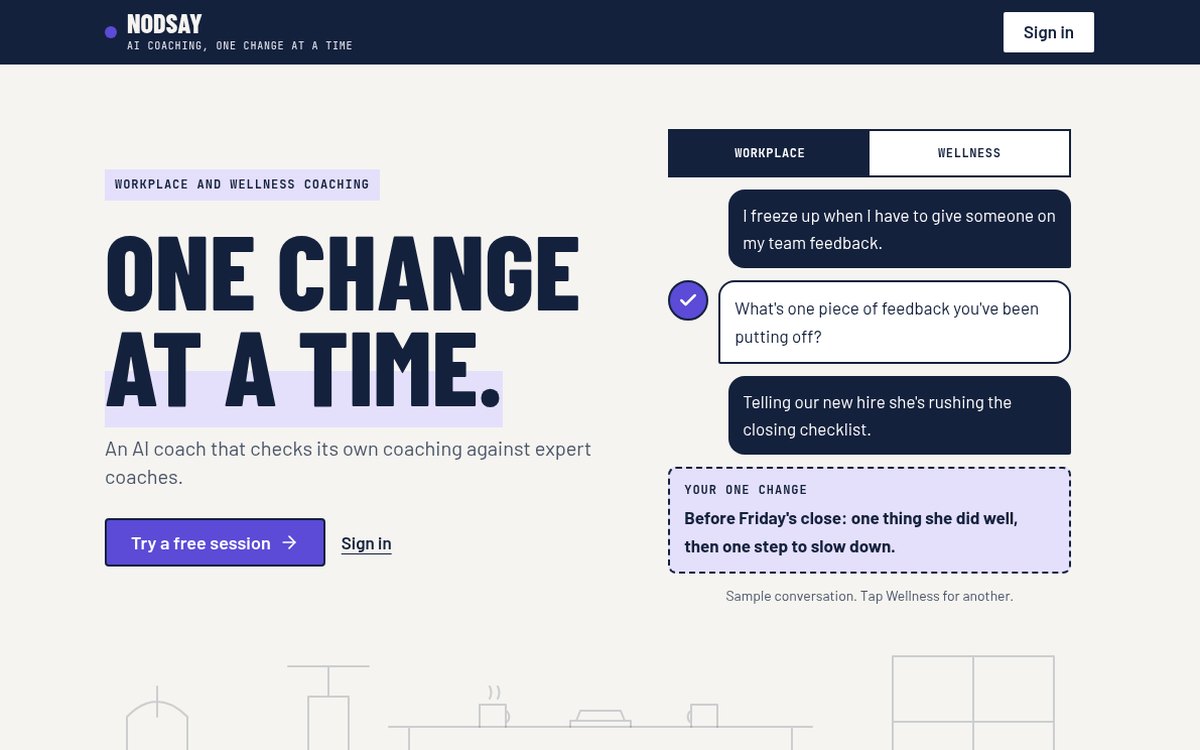 NODSAY
AI COACHING, ONE CHANGE AT A TIME
Sign in
WORKPLACE AND WELLNESS COACHING
ONE CHANGE
AT A TIME.
An AI coach that checks its own coaching against expert
coaches.
Try a free session →
Sign in
WORKPLACE
WELLNESS
I freeze up when I have to give someone on
my team feedback.
What's one piece of feedback you've been
putting off?
Telling our new hire she's rushing the
closing checklist.
YOUR ONE CHANGE
Before Friday's close: one thing she did well,
then one step to slow down.
Sample conversation. Tap Wellness for another.